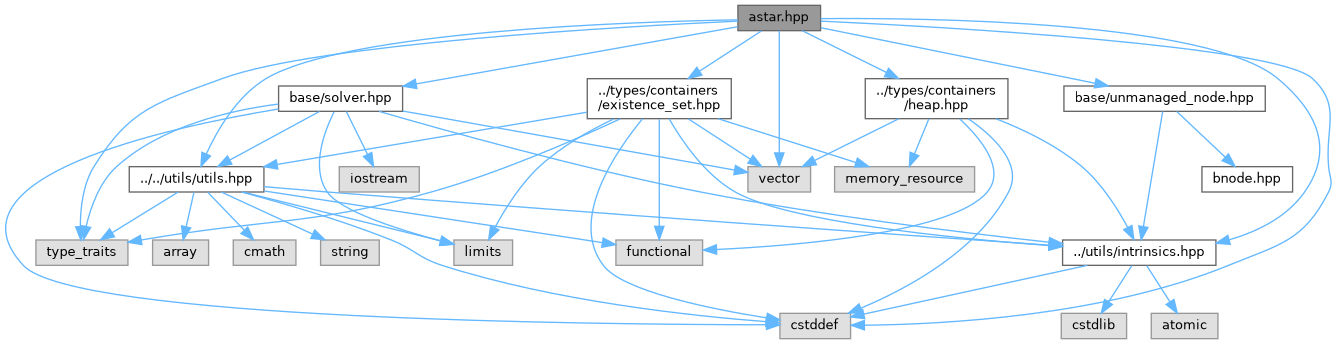 astar.hpp
base/solver.hpp
../types/containers
/existence_set.hpp
../types/containers
/heap.hpp
base/unmanaged_node.hpp
../../utils/utils.hpp
iostream
vector
memory_resource
bnode.hpp
type_traits
array
cmath
string
limits
functional
../utils/intrinsics.hpp
cstddef
cstdlib
atomic